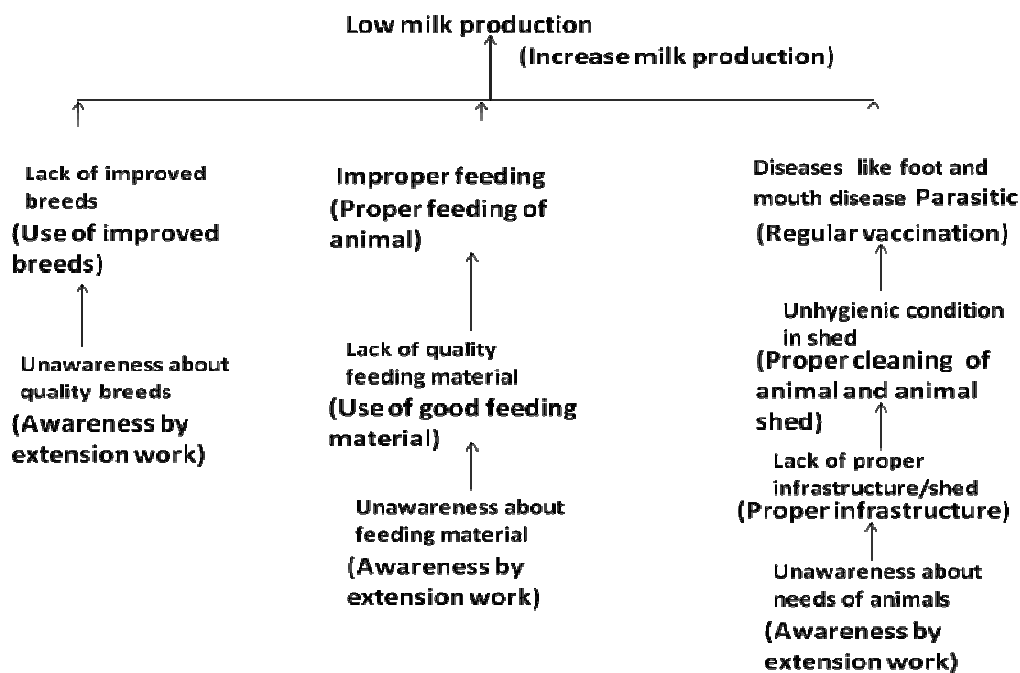 Low milk production
(Increase milk production)
Lack of improved
breeds
(Use of improved
breeds)
Unawareness about
quality breeds
(Awareness by
extension work)
Improper feeding
(Proper feeding of
animal)
Lack of quality
feeding material
(Use of good feeding
material)
Unawareness about
feeding material
(Awareness by
extension work)
Diseases like foot and
mouth disease Parasitic
(Regular vaccination)
Unhygienic condition
in shed
(Proper cleaning of
animal and animal
shed)
Lack of proper
infrastructure/shed
(Proper infrastructure)
Unawareness about
needs of animals
(Awareness by
extension work)